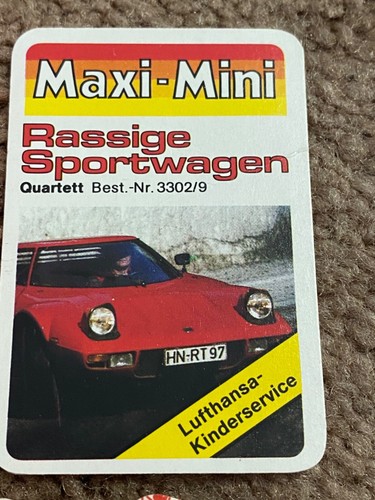 Maxi-Mini
Rassige
Sportwagen
Quartett Best.-Nr. 3302/9
HN-RT 97
Lufthansa-
Kinderservice